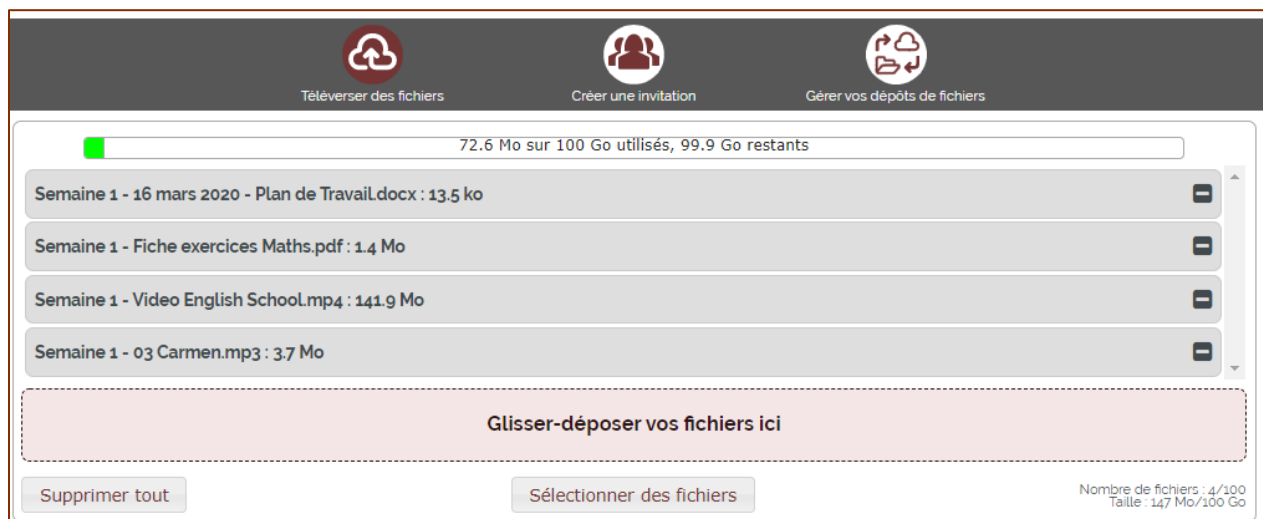 Téléverser des fichiers
Créer une invitation
Gérer vos dépôts de fichiers
72.6 Mo sur 100 Go utilisés, 99.9 Go restants
Semaine 1 - 16 mars 2020 - Plan de Travail.docx : 13.5 ko
Semaine 1 - Fiche exercices Maths.pdf : 1.4 Mo
Semaine 1 - Video English School.mp4 : 141.9 Mo
Semaine 1 - 03 Carmen.mp3 : 3.7 Mo
Glisser-déposer vos fichiers ici
Supprimer tout
Sélectionner des fichiers
Nombre de fichiers : 4/100
Taille : 147 Mo/100 Go